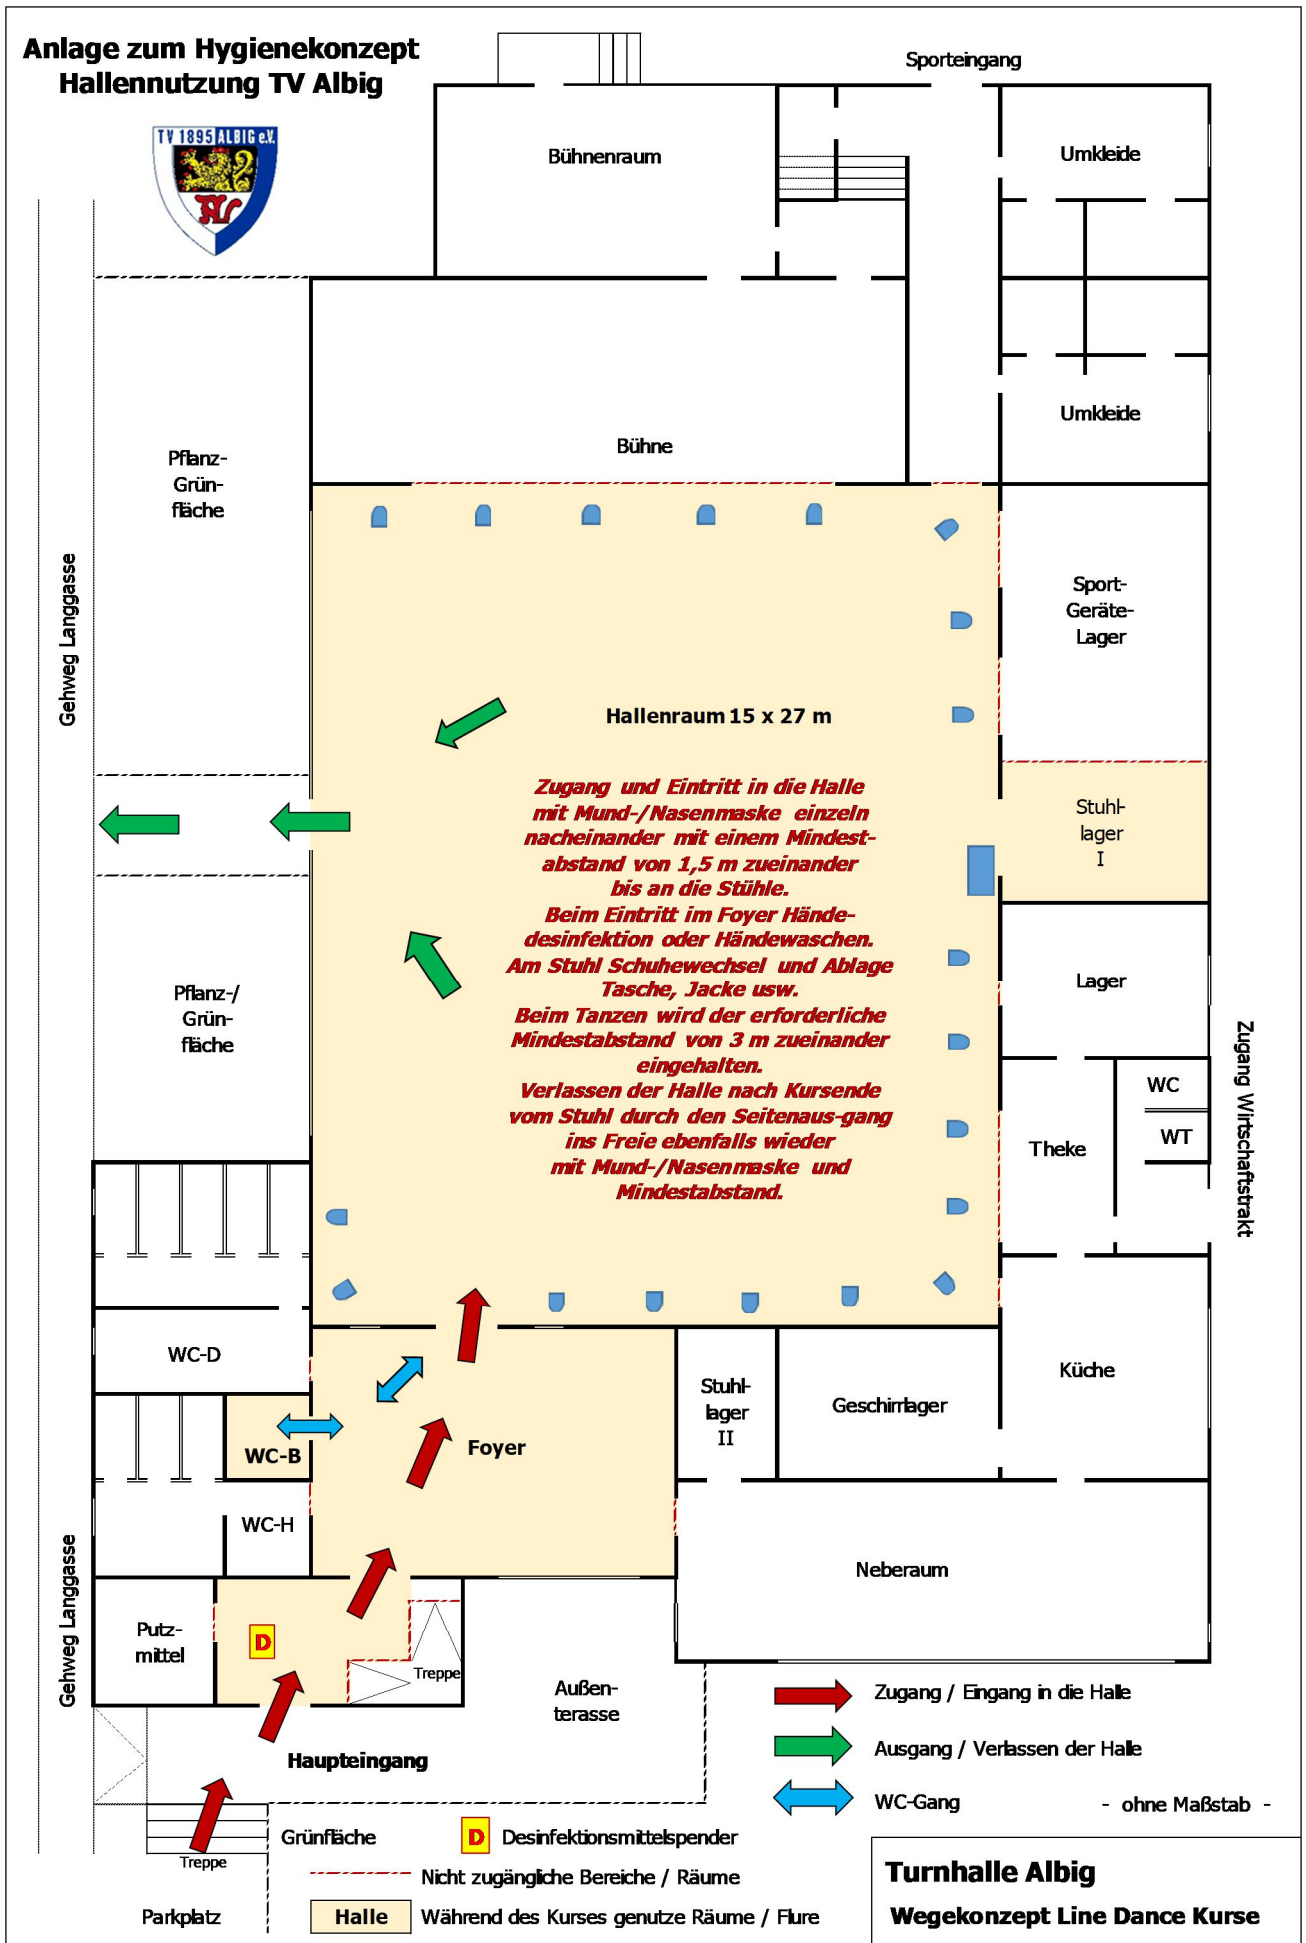 Anlage zum Hygienekonzept
Hallennutzung TV Albig
TV 1895 ALBIG e.V.
Sporteingang
Bühnenraum
Umkleide
Umkleide
Bühne
Pflanz-
Grün-
fläche
Gehweg Langgasse
Sport-
Geräte-
Lager
Hallenraum 15 x 27 m
Zugang und Eintritt in die Halle
mit Mund-/Nasenmaske einzeln
nacheinander mit einem Mindest-
abstand von 1,5 m zueinander
bis an die Stühle.
Beim Eintritt im Foyer Hände-
desinfektion oder Händewaschen.
Am Stuhl Schuhewechsel und Ablage
Tasche, Jacke usw.
Beim Tanzen wird der erforderliche
Mindestabstand von 3 m zueinander
eingehalten.
Verlassen der Halle nach Kursende
vom Stuhl durch den Seitenaus-gang
ins Freie ebenfalls wieder
mit Mund-/Nasenmaske und
Mindestabstand.
Stuhl-
lager
I
Lager
Pflanz-/
Grün-
fläche
WC
WT
Theke
Zugang Wirtschaftstrakt
WC-D
Küche
Stuhl-
lager
II
Geschirrlager
WC-B
Foyer
WC-H
Neberaum
Gehweg Langgasse
Putz-
mittel
D
Treppe
Außen-
terasse
Haupteingang
Zugang / Eingang in die Halle
Ausgang / Verlassen der Halle
WC-Gang
- ohne Maßstab -
Grünfläche
D Desinfektionsmittelspender
Treppe
Nicht zugängliche Bereiche / Räume
Parkplatz
Halle Während des Kurses genutze Räume / Flure
Turnhalle Albig
Wegekonzept Line Dance Kurse